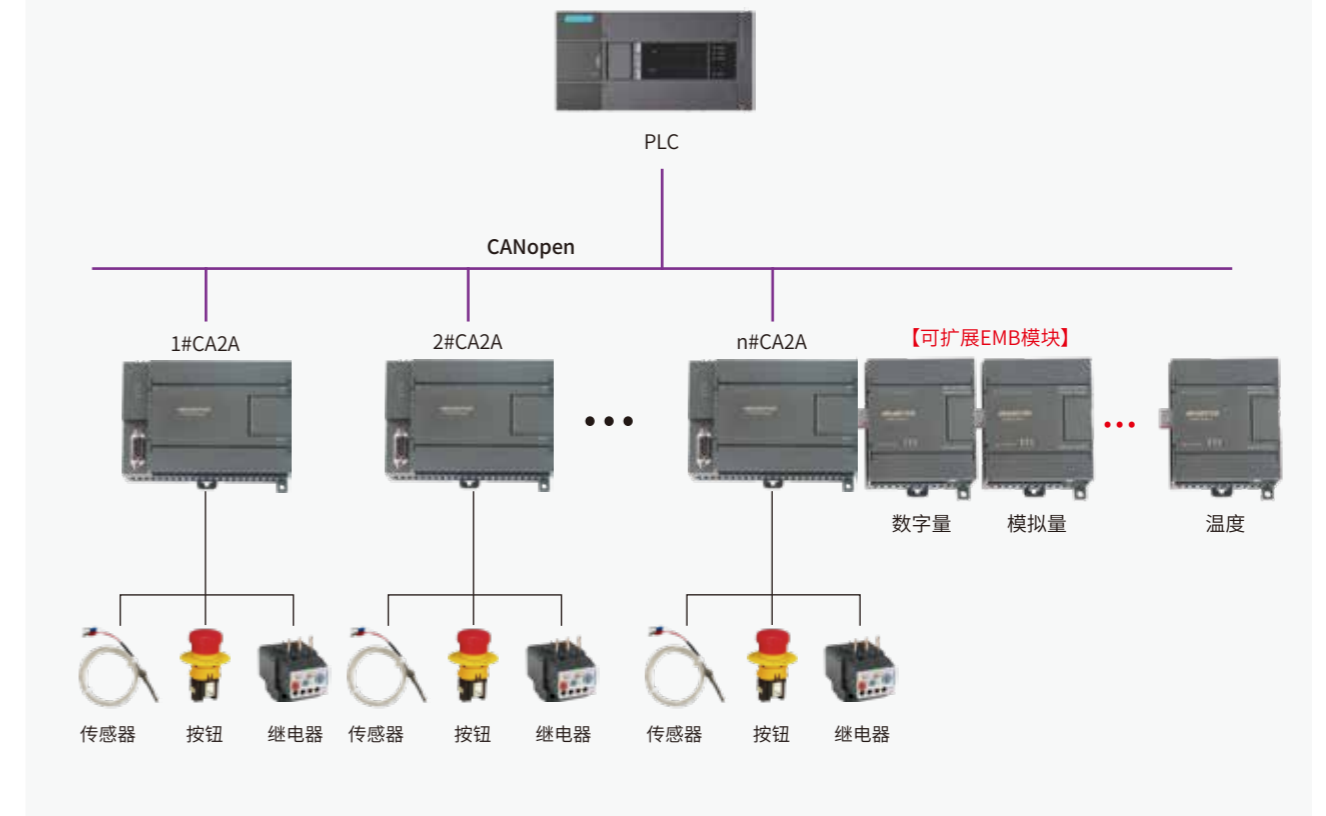 PLC
CANopen
1#CA2A
2#CA2A
n#CA2A
【可扩展EMB模块】
数字量
模拟量
温度
传感器
按钮
继电器
传感器
按钮
继电器
传感器
按钮
继电器